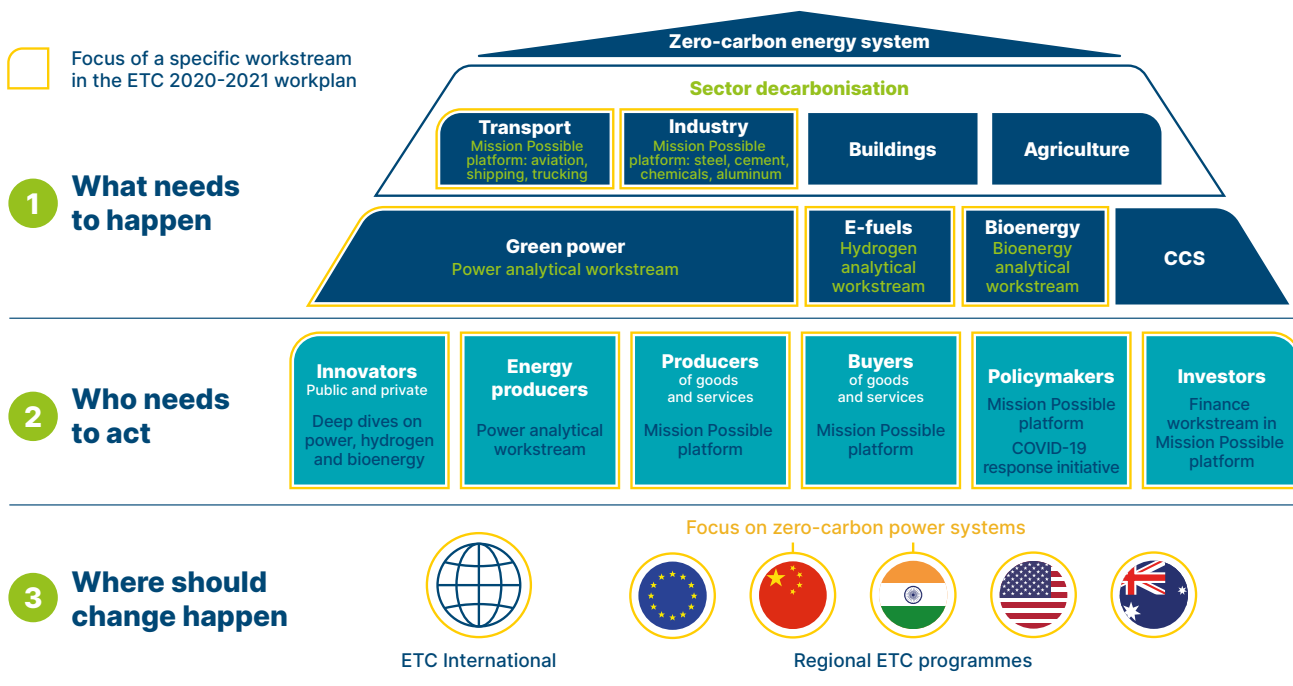 Focus of a specific workstream
in the ETC 2020-2021 workplan
Zero-carbon energy system
Sector decarbonisation
1
What needs
to happen
Transport
Mission Possible
platform: aviation,
shipping, trucking
Industry
Mission Possible
platform: steel, cement,
chemicals, aluminum
Buildings
Agriculture
Green power
Power analytical workstream
E-fuels
Hydrogen
analytical
workstream
Bioenergy
Bioenergy
analytical
workstream
CCS
2
Who needs
to act
Innovators
Public and private
Deep dives on
power, hydrogen
and bioenergy
Energy
producers
Power analytical
workstream
Producers
of goods
and services
Mission Possible
platform
Buyers
of goods
and services
Mission Possible
platform
Policymakers
Mission Possible
platform
COVID-19
response initiative
Investors
Finance
workstream in
Mission Possible
platform
3
Where should
change happen
Focus on zero-carbon power systems
ETC International
Regional ETC programmes